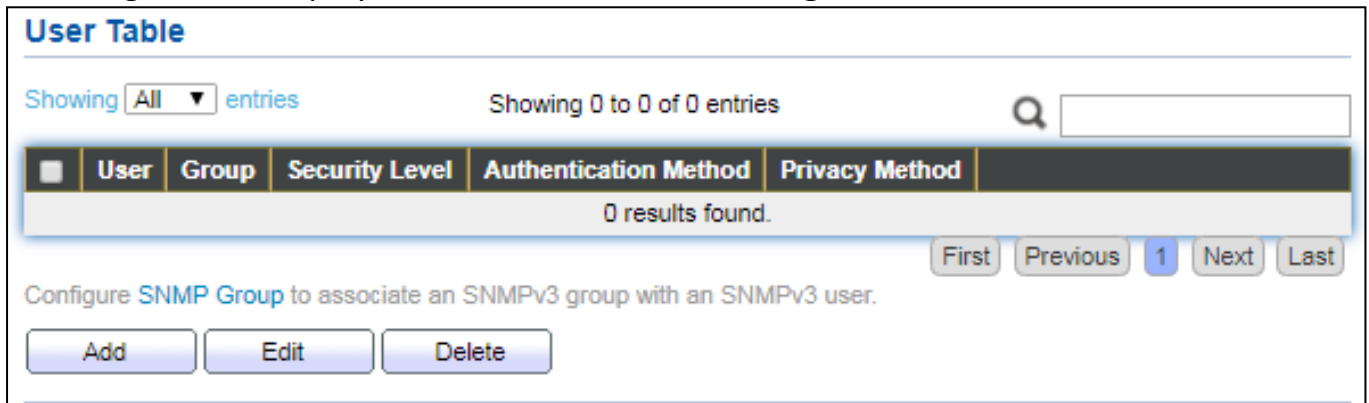 User Table
Showing All entries Showing 0 to 0 of 0 entries
User Group Security Level Authentication Method Privacy Method
0 results found.
First Previous 1 Next Last
Configure SNMP Group to associate an SNMPv3 group with an SNMPv3 user.
Add Edit Delete